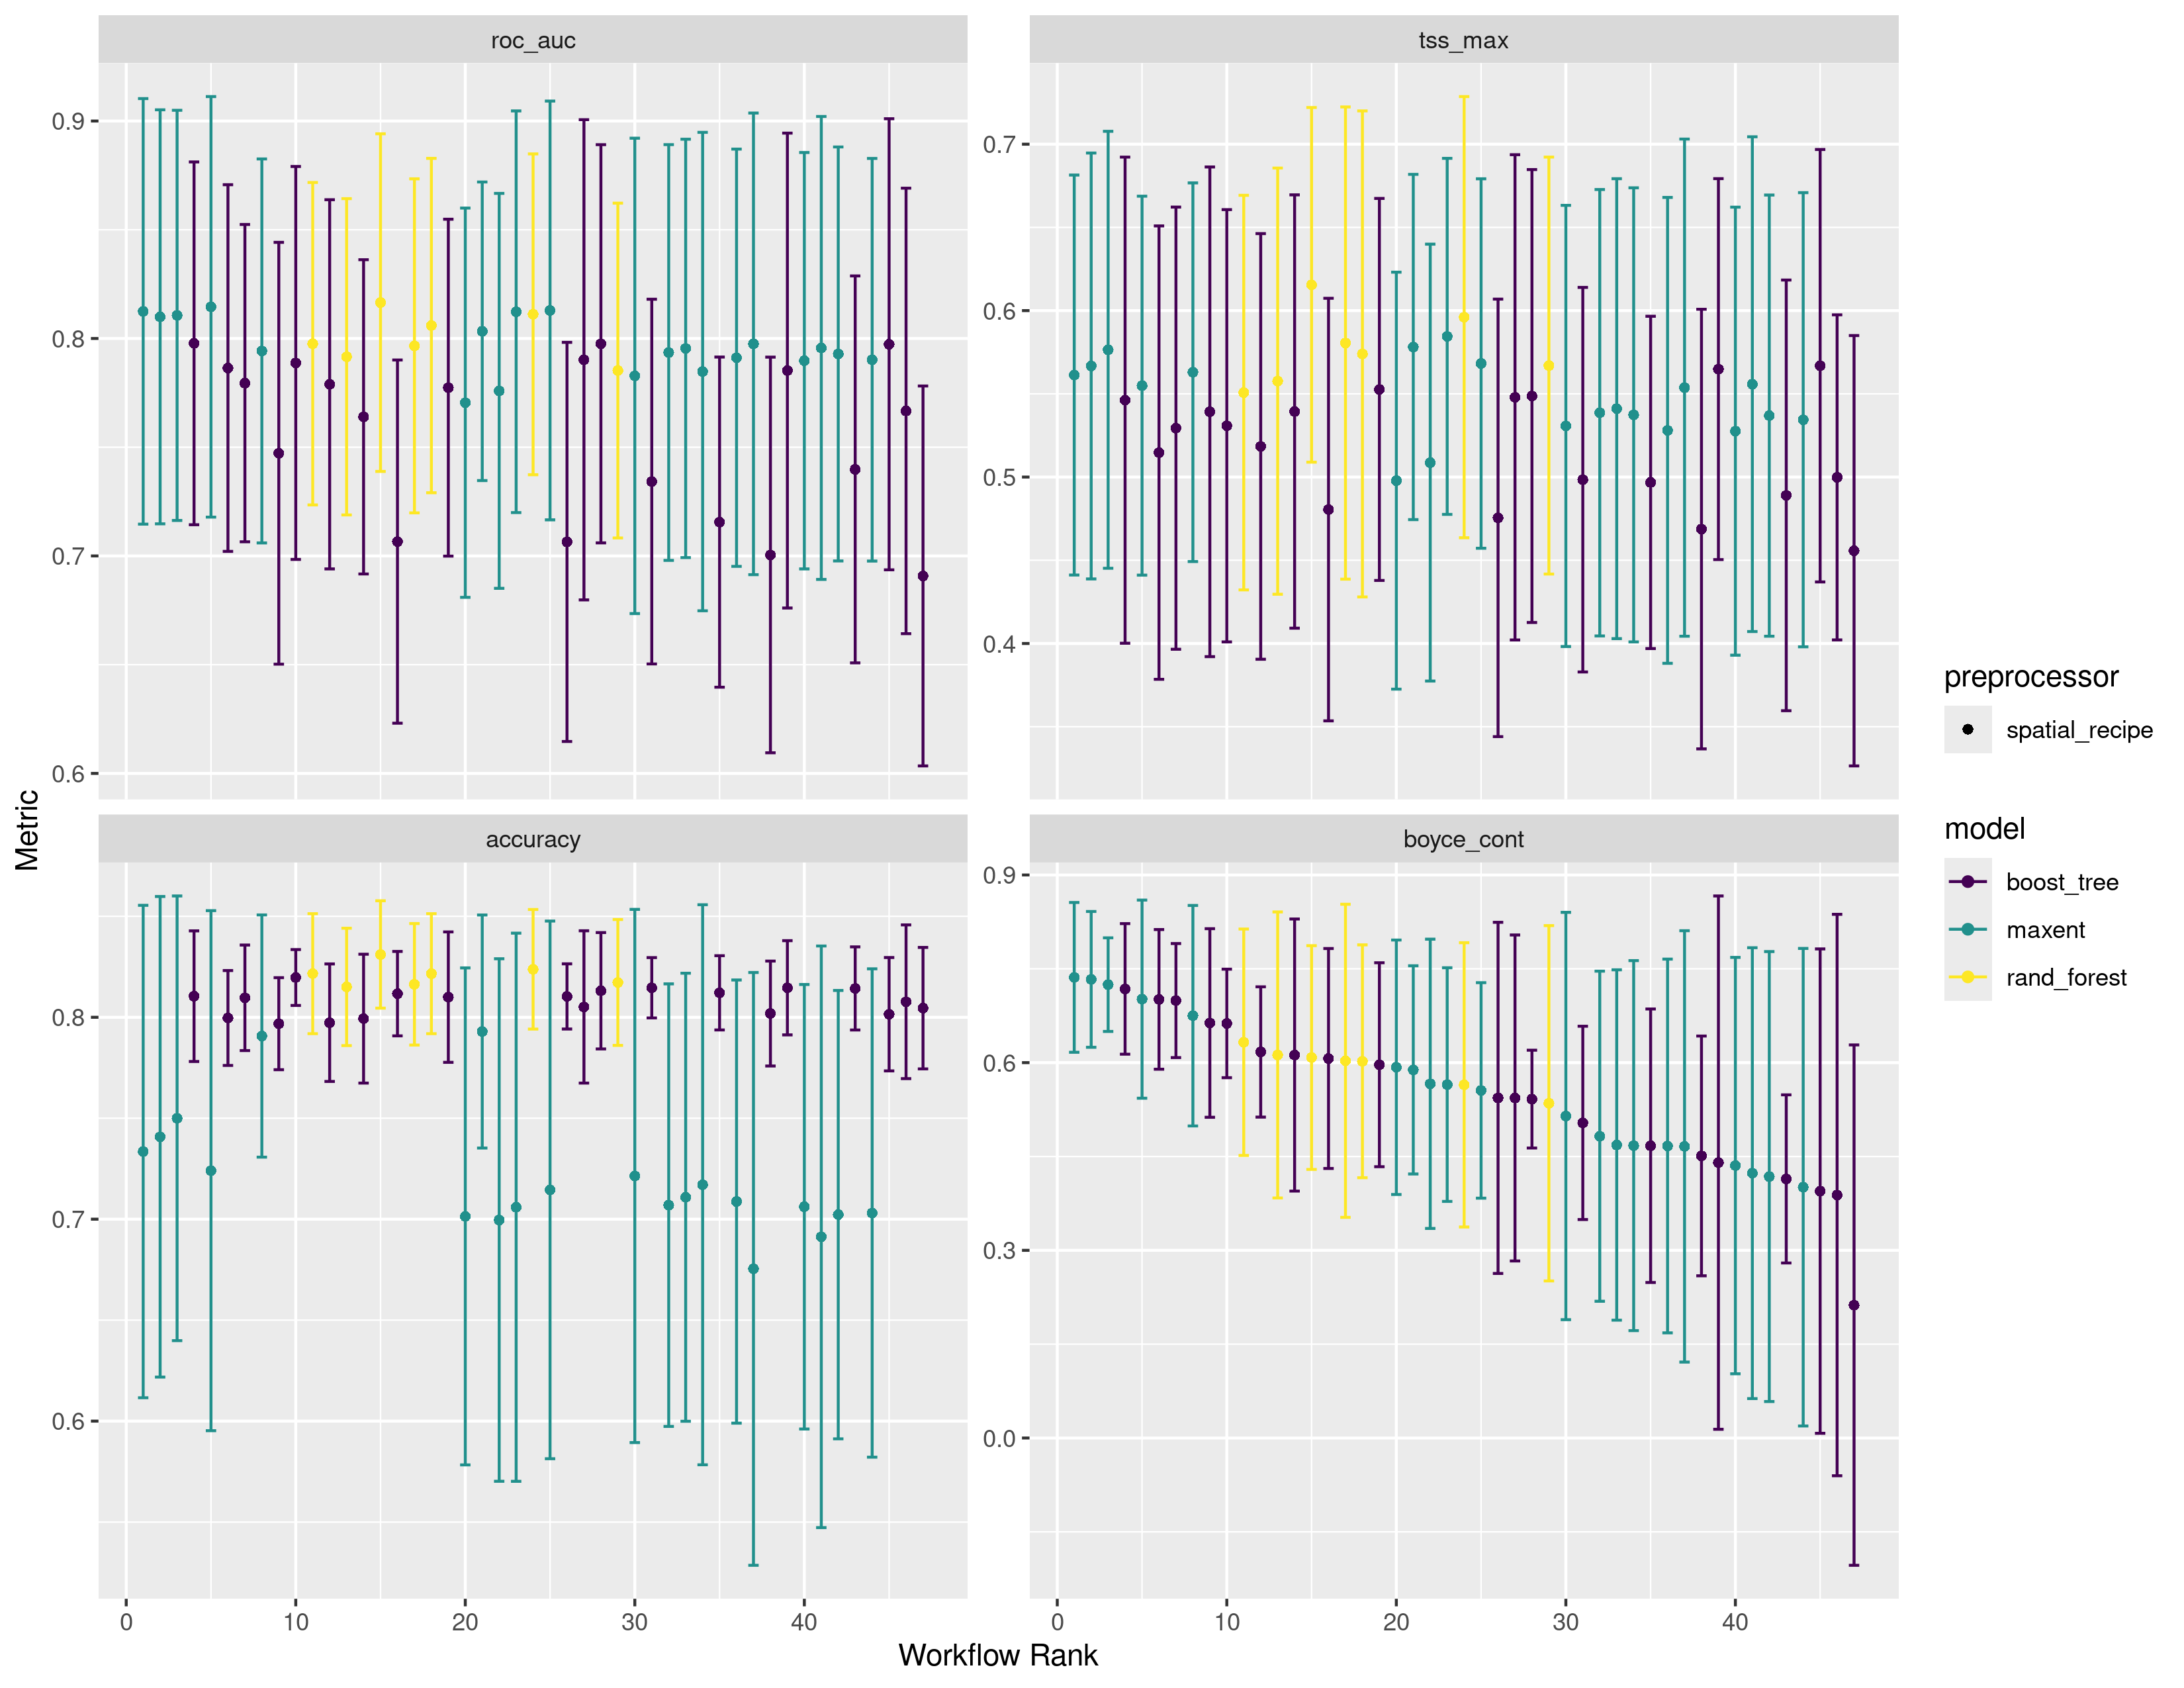 roc_auc
tss_max
0.9
0.8
0.7
0.6
0.7
0.6
0.5
0.4
accuracy
boyce_cont
0.8
0.7
0.6
0.9
0.6
0.3
0.0
0 10 20 30 40
0 10 20 30 40
Workflow Rank
Metric
preprocessor
spatial_recipe
model
boost_tree
maxent
rand_forest